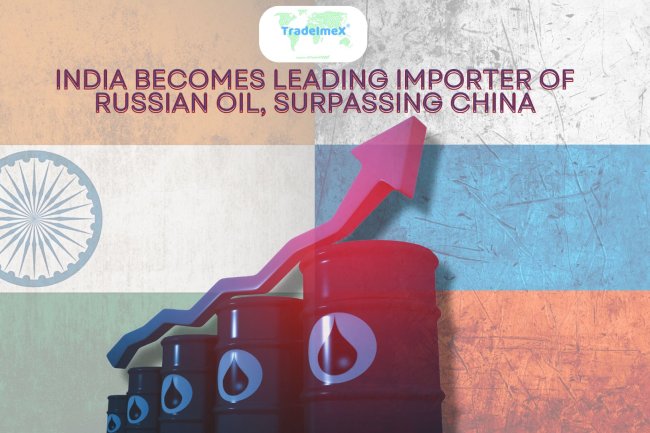 TradeImeX®
INDIA BECOMES LEADING IMPORTER OF
RUSSIAN OIL, SURPASSING CHINA